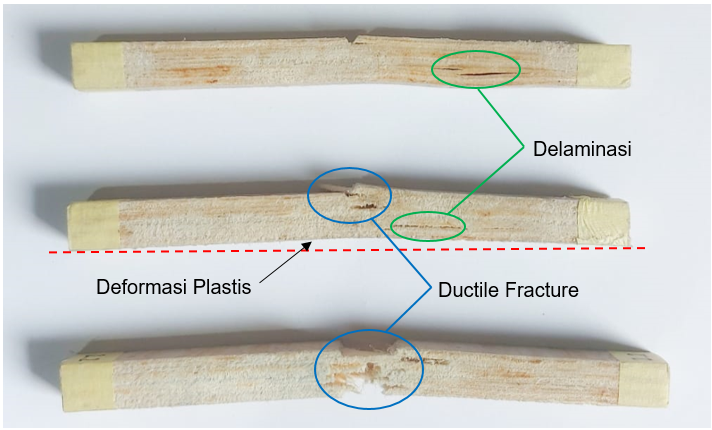 Delaminasi
Deformasi Plastis
Ductile Fracture